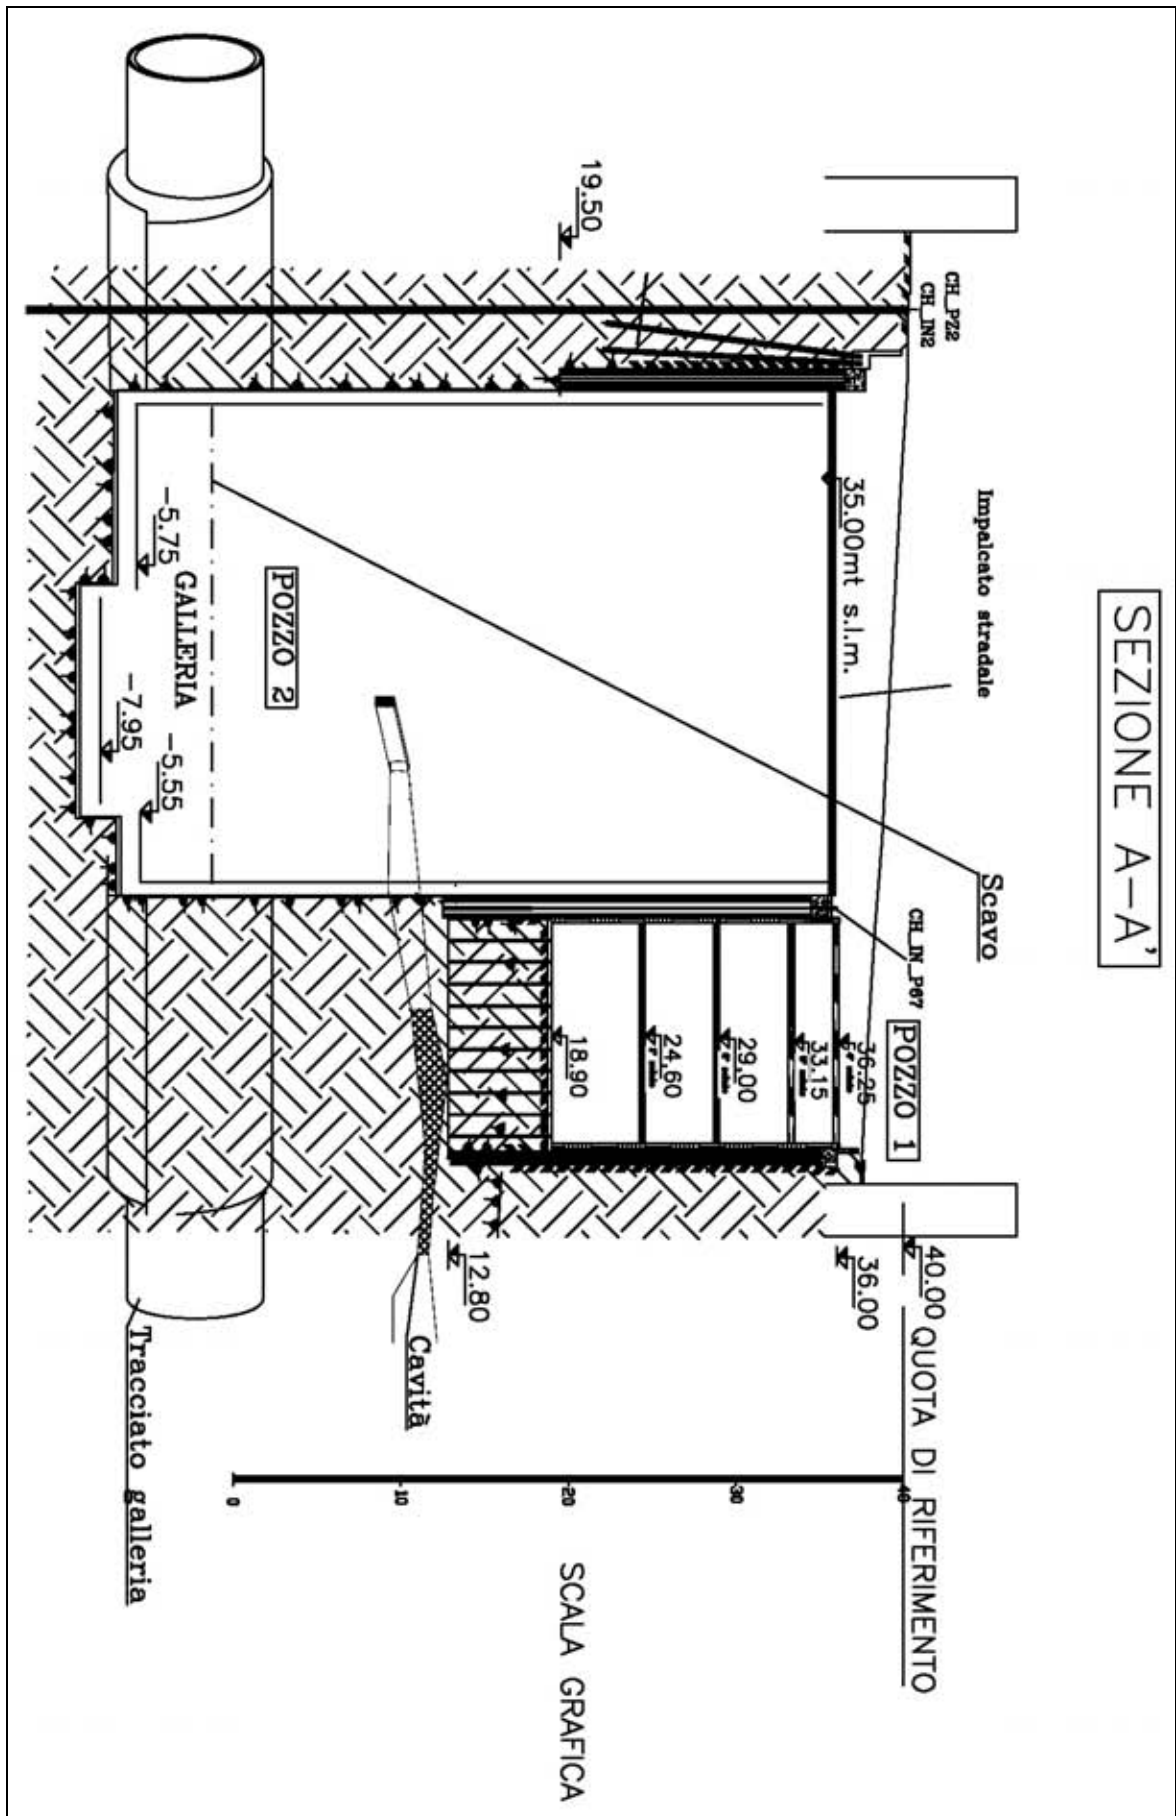 SEZIONE A-A'
Impalcato stradale
Scavo
CH_PZ2
CH_IN2
CH_IN_P67
POZZO 1
40.00
QUOTA DI RIFERIMENTO
36.25
36.00
35.00mt s.l.m.
33.15
29,00
24,60
19.50
18.90
12.80
POZZO 2
Cavità
GALLERIA
-5.75
-7.95
-5.55
Tracciato galleria
40
-30
-20
-10
0
SCALA GRAFICA